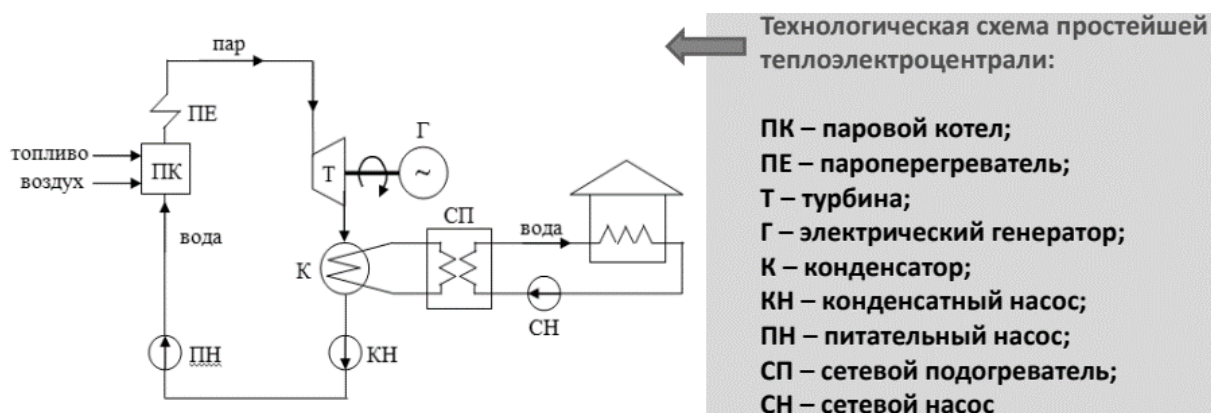 Технологическая схема простейшей
теплоэлектроцентрали:
ПК – паровой котел;
ПЕ – пароперегреватель;
Т – турбина;
Г – электрический генератор;
К – конденсатор;
КН – конденсатный насос;
ПН – питательный насос;
СП – сетевой подогреватель;
СН – сетевой насос
пар
ПЕ
Г
топливо
ПК
Т
~
воздух
СП
вода
вода
К
СН
ПН
КН